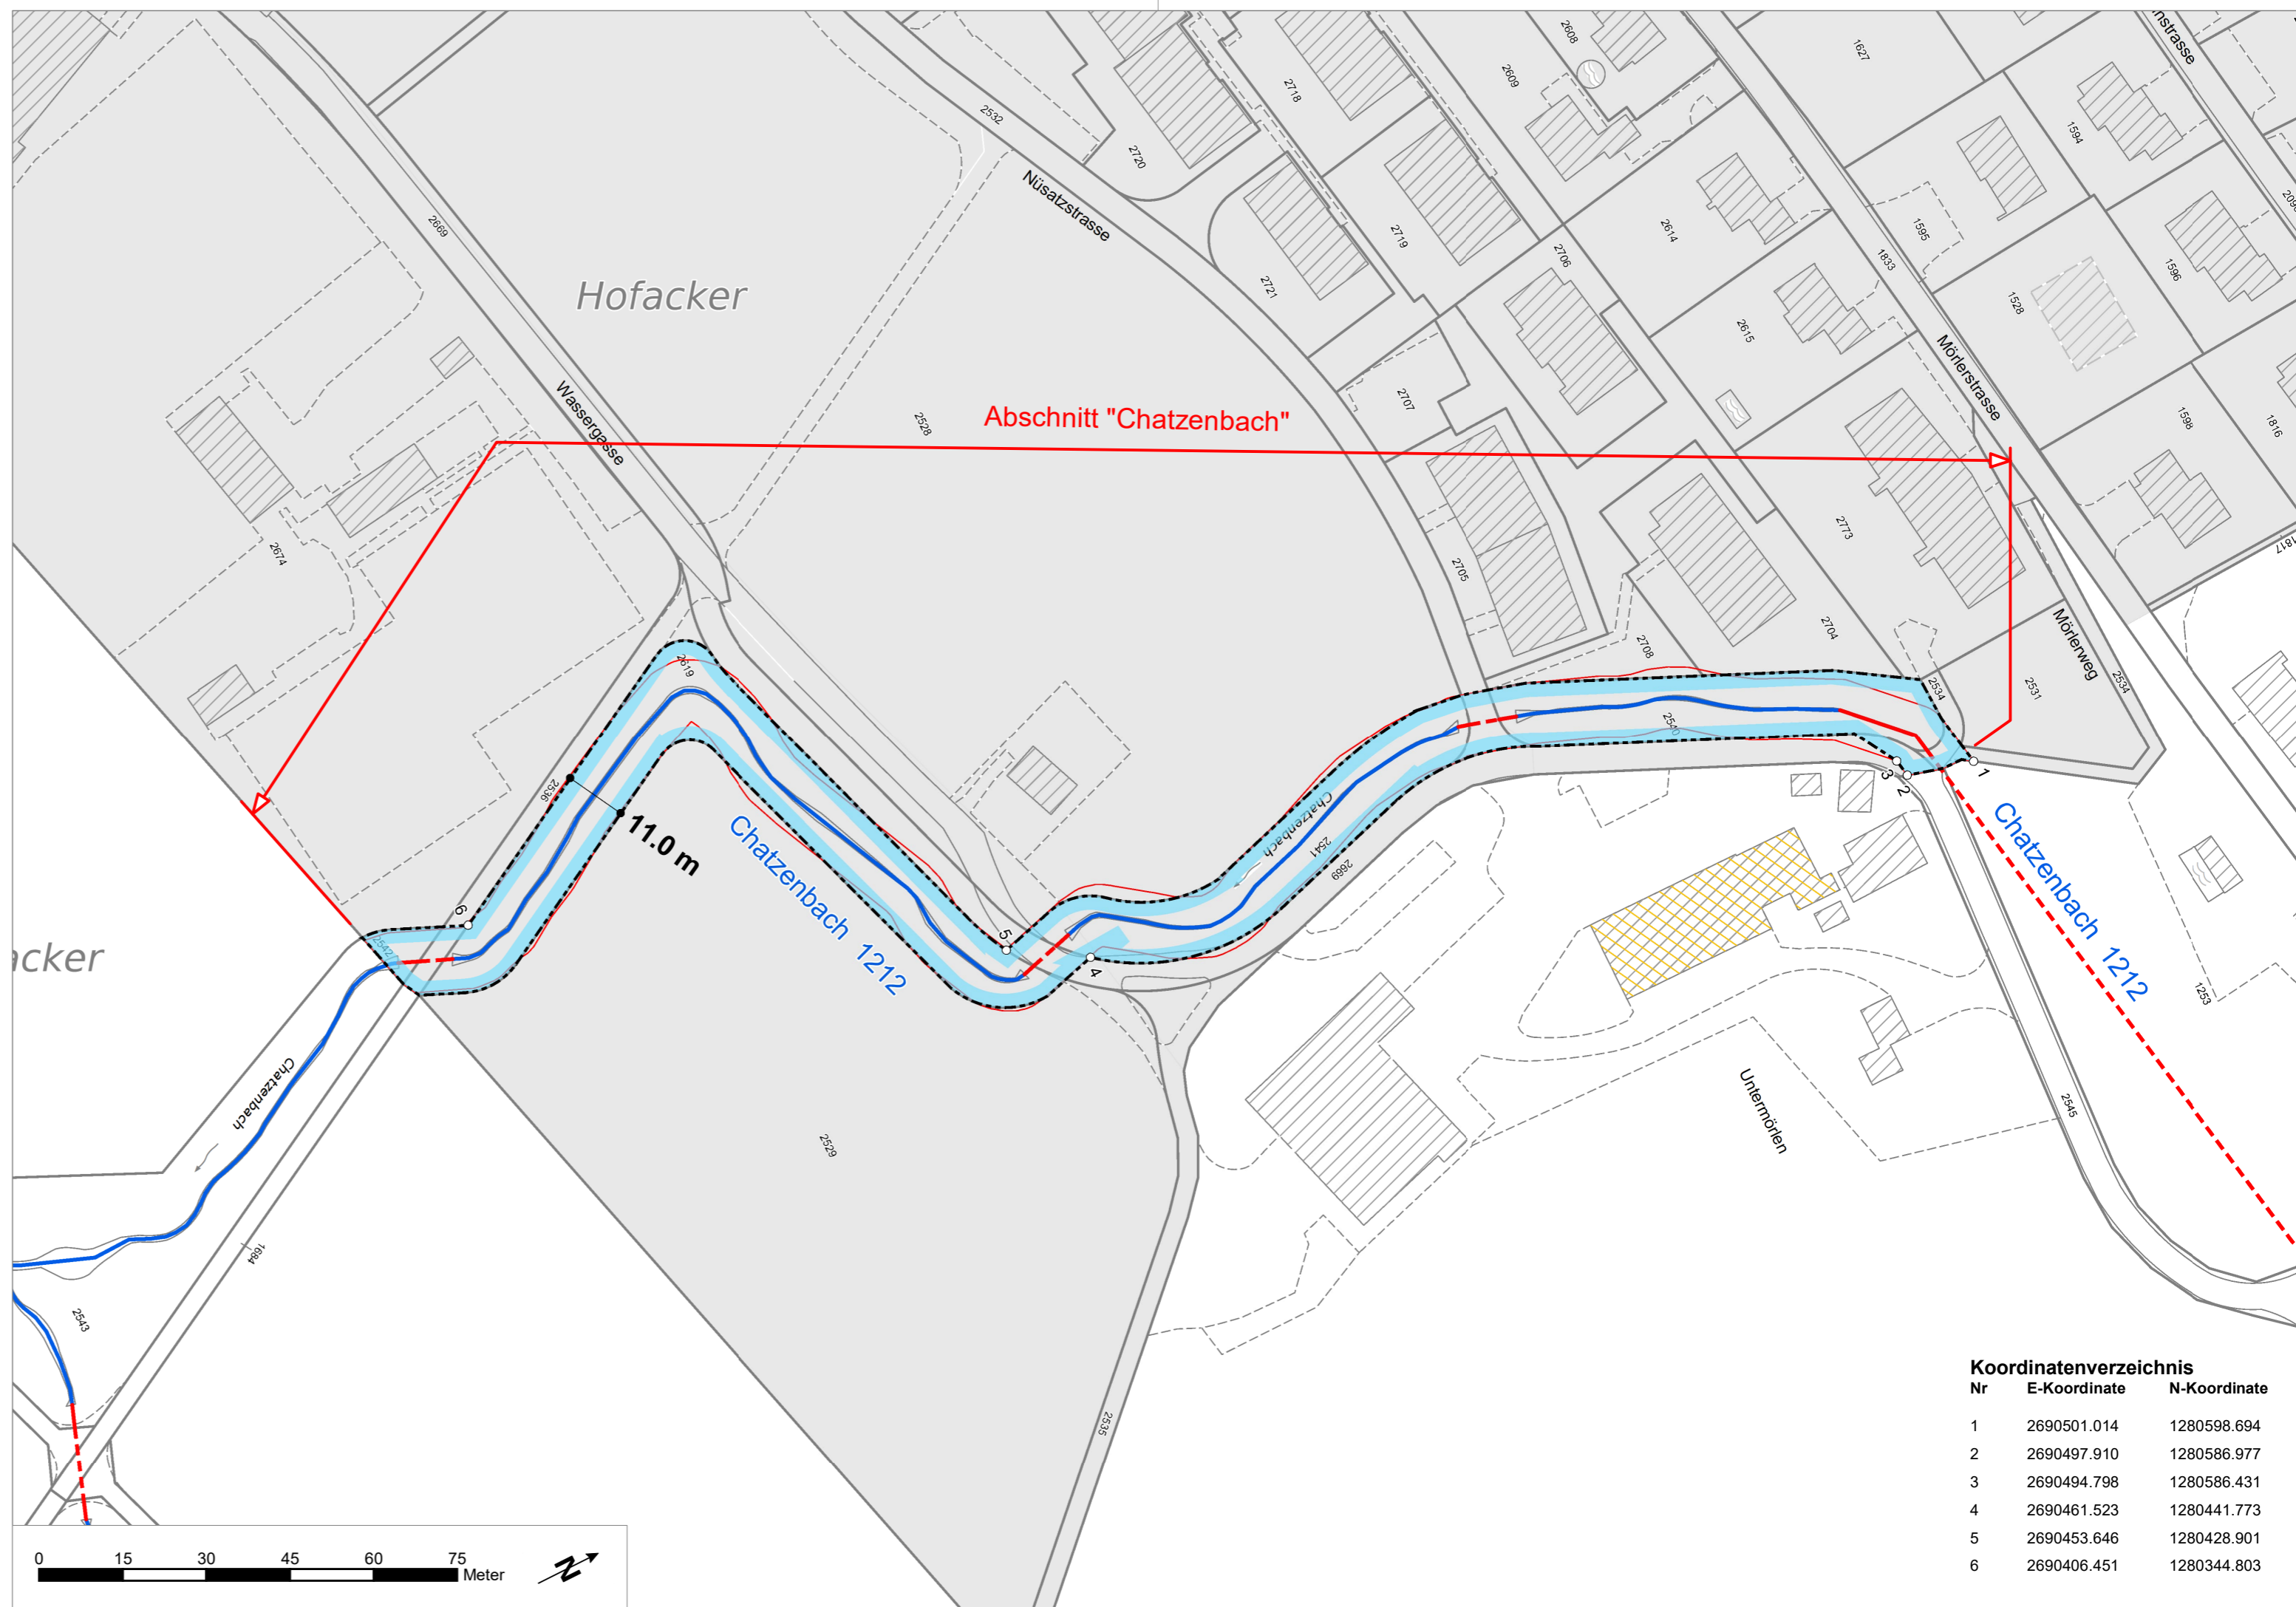 nstrasse
2608
1627
2609
2718
2532
1594
2720
Nüsatzstrasse
2669
2614
1595
2719
2706
1833
2721
1596
1528
Hofacker
2615
Mörlerstrasse
Wassergasse
2707
2528
Abschnitt "Chatzenbach"
1598
1816
2674
2773
1817
2705
2704
2708
Mörlerweg
2619
2534
2531
2534
2540
2536
3
2
1
11.0 m
Chatzenbach 1212
Chatzenbach
2541
2669
Chatzenbach 1212
6
5
4
2542
acker
1253
Chatzenbach
Untermörlen
2545
2529
1684
2543
2535
Koordinatenverzeichnis
Nr E-Koordinate N-Koordinate
1 2690501.014 1280598.694
2 2690497.910 1280586.977
3 2690494.798 1280586.431
4 2690461.523 1280441.773
5 2690453.646 1280428.901
6 2690406.451 1280344.803
0 15 30 45 60 75
Meter
N